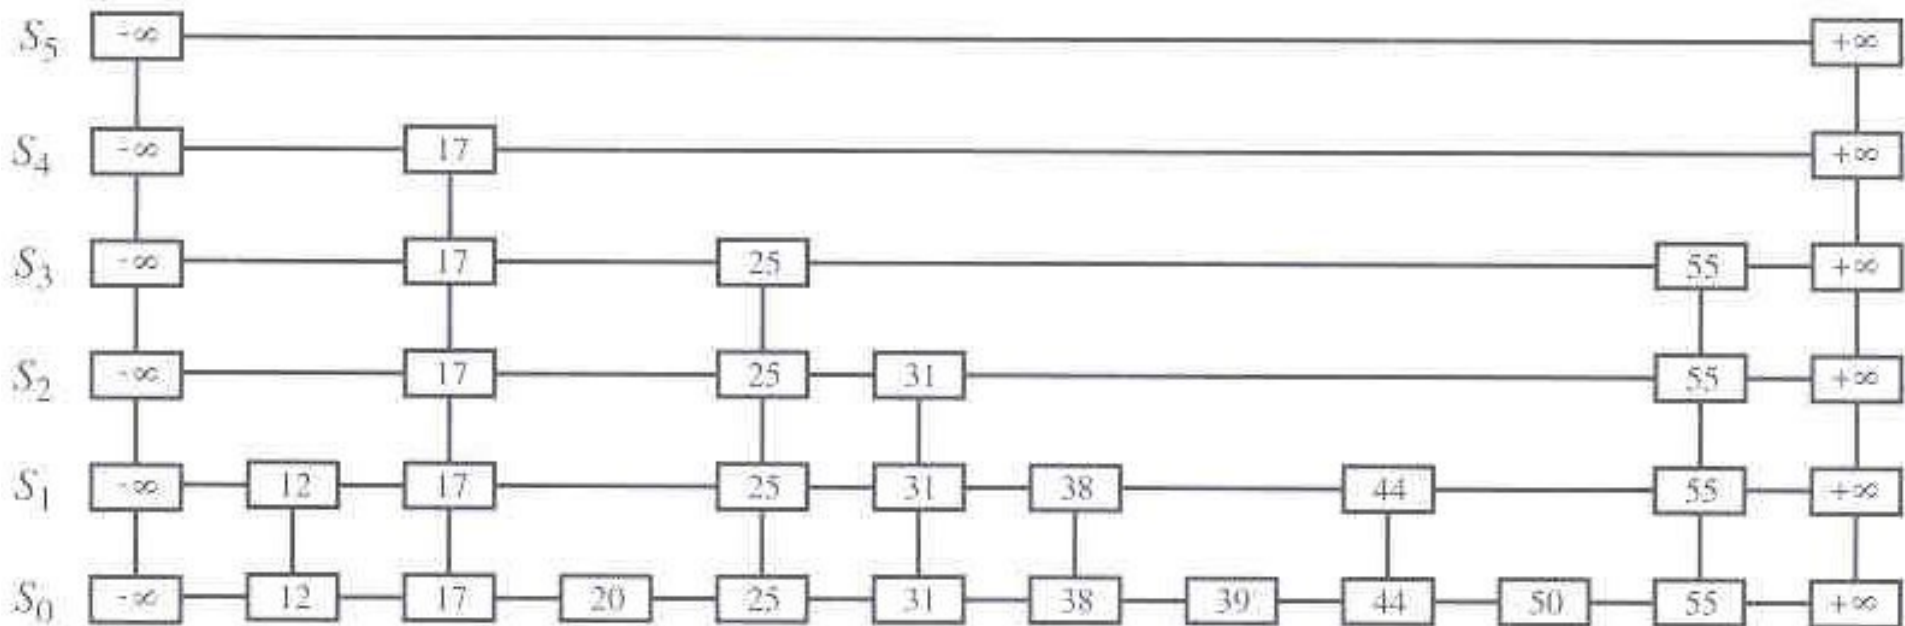 S5 -∞ +∞
S4 -∞ 17 +∞
S3 -∞ 17 25 55 +∞
S2 -∞ 17 25 31 55 +∞
S1 -∞ 12 17 25 31 38 44 55 +∞
S0 -∞ 12 17 20 25 31 38 39 44 50 55 +∞